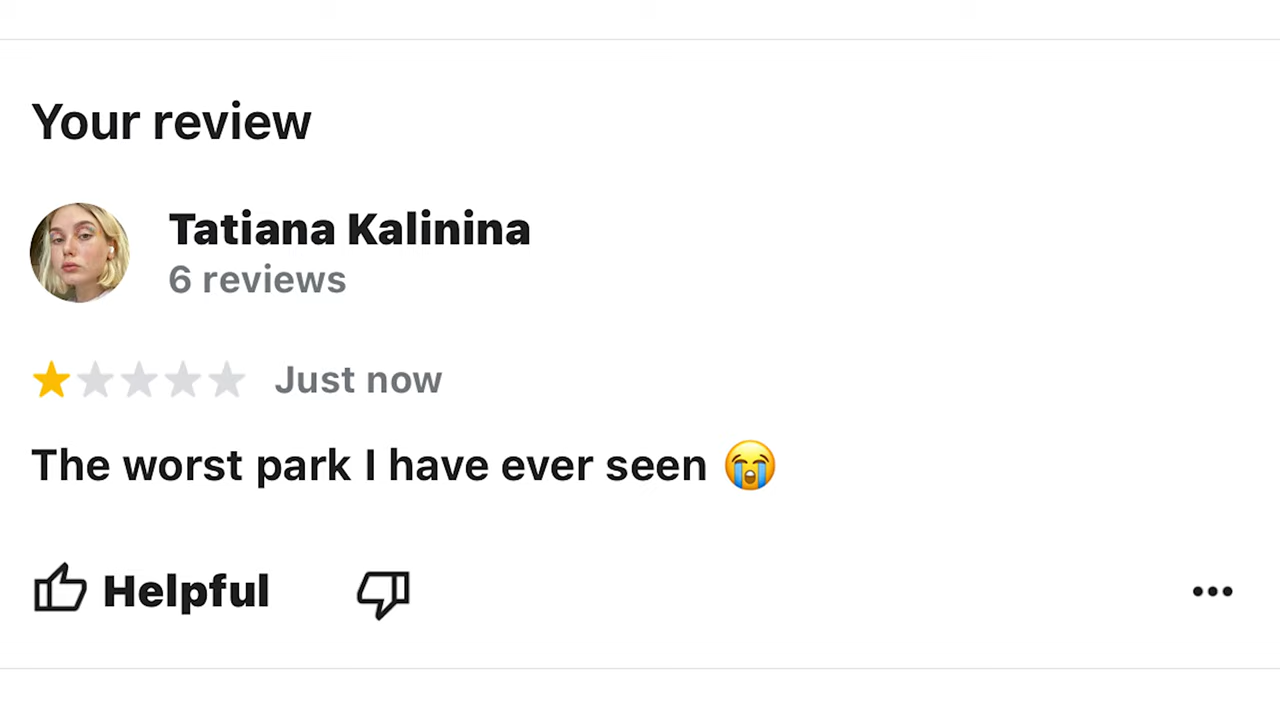 Your review
Tatiana Kalinina
6 reviews
Just now
The worst park I have ever seen 😭
Helpful